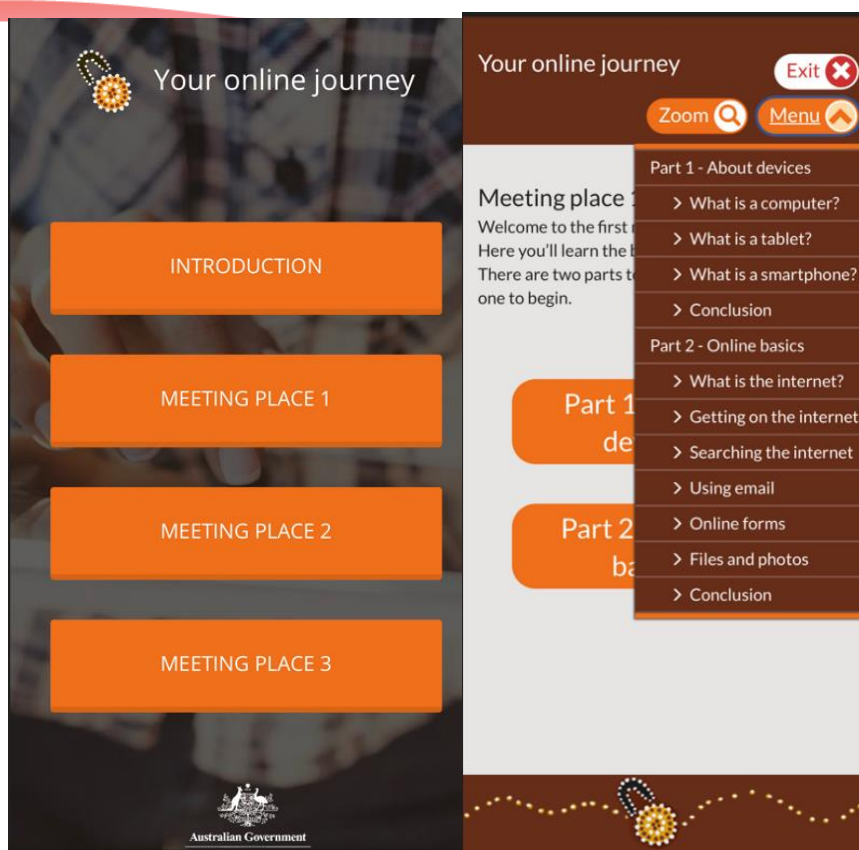 Your online journey
INTRODUCTION
MEETING PLACE 1
MEETING PLACE 2
MEETING PLACE 3
Australian Government
Your online journey
Exit
Zoom
Menu
Meeting place
Welcome to the first
Here you'll learn the
There are two parts
one to begin.
Part 1
Part 2
Part 1 - About devices
> What is a computer?
> What is a tablet?
> What is a smartphone?
> Conclusion
Part 2 - Online basics
> What is the internet?
> Getting on the internet
> Searching the internet
> Using email
> Online forms
> Files and photos
> Conclusion